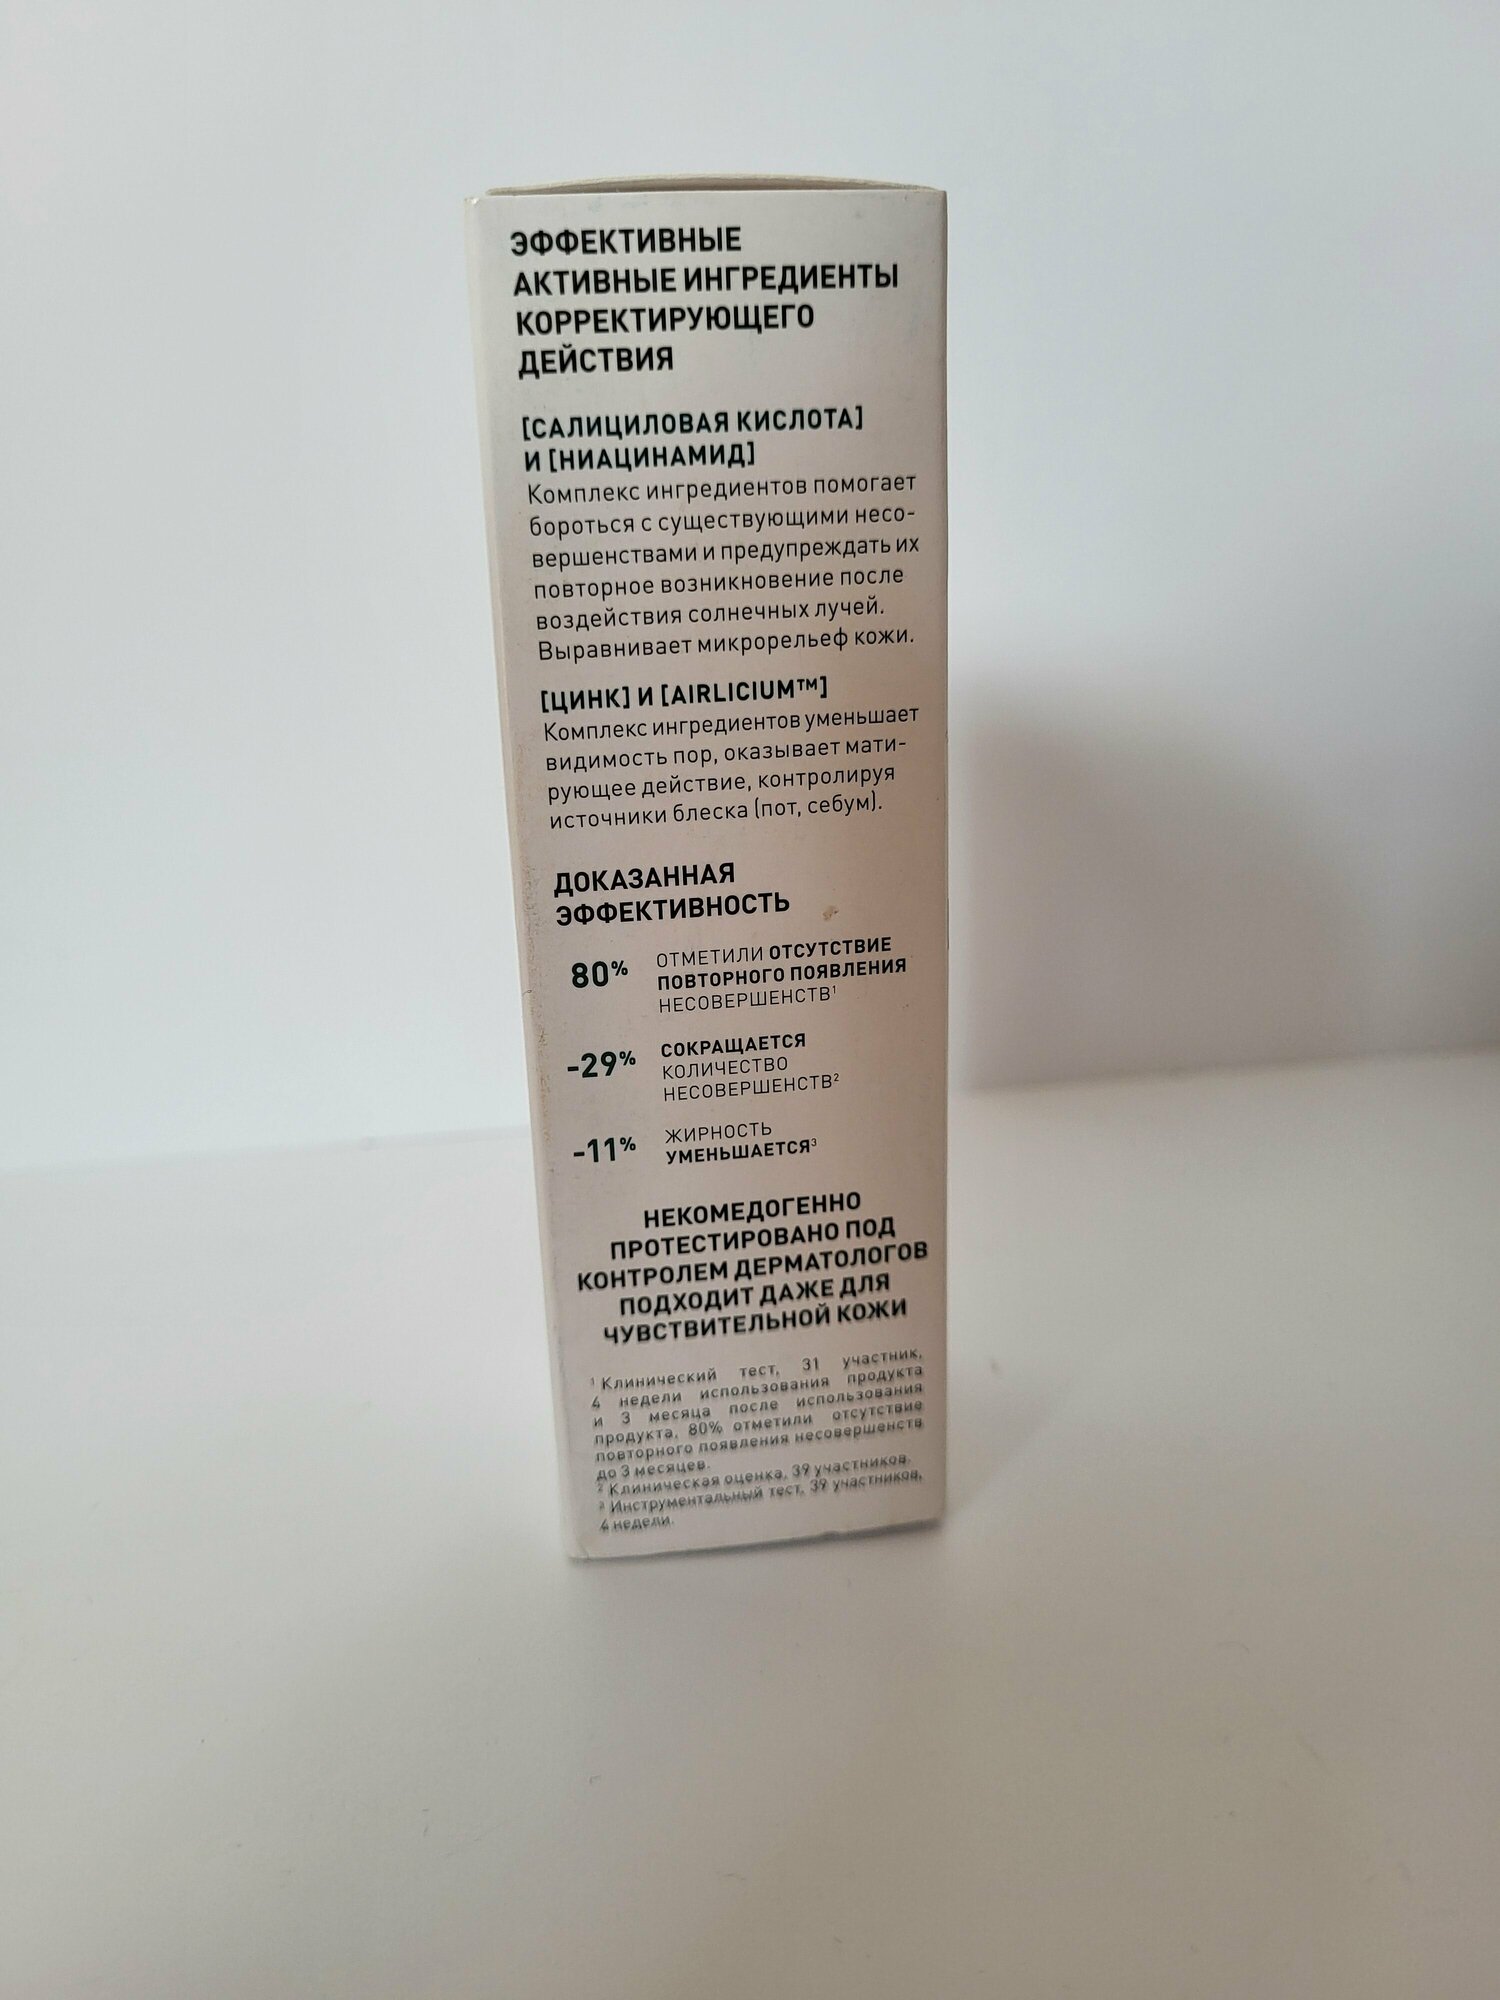 ЭФФЕКТИВНЫЕ
АКТИВНЫЕ ИНГРЕДИЕНТЫ
КОРРЕКТИРУЮЩЕГО
ДЕЙСТВИЯ
[САЛИЦИЛОВАЯ КИСЛОТА]
И [НИАЦИНАМИД]
Комплекс ингредиентов помогает
бороться с существующими несо-
вершенствами и предупреждать их
повторное возникновение после
воздействия солнечных лучей.
Выравнивает микрорельеф кожи.
[ЦИНК] И [AIRLICIUM™]
Комплекс ингредиентов уменьшает
видимость пор, оказывает мати-
рующее действие, контролируя
источники блеска (пот, себум).
ДОКАЗАННАЯ
ЭФФЕКТИВНОСТЬ
80% ОТМЕТИЛИ ОТСУТСТВИЕ
ПОВТОРНОГО ПОЯВЛЕНИЯ
НЕСОВЕРШЕНСТВ¹
-29% СОКРАЩАЕТСЯ
КОЛИЧЕСТВО
НЕСОВЕРШЕНСТВ²
-11% ЖИРНОСТЬ
УМЕНЬШАЕТСЯ³
НЕКОМЕДОГЕННО
ПРОТЕСТИРОВАНО ПОД
КОНТРОЛЕМ ДЕРМАТОЛОГОВ
ПОДХОДИТ ДАЖЕ ДЛЯ
ЧУВСТВИТЕЛЬНОЙ КОЖИ
¹ Клинический тест, 31 участник,
4 недели использования продукта
и 3 месяца после использования
продукта, 80% отметили отсутствие
повторного появления несовершенств
до 3 месяцев.
² Клиническая оценка, 39 участников.
³ Инструментальный тест, 39 участников,
4 недели.